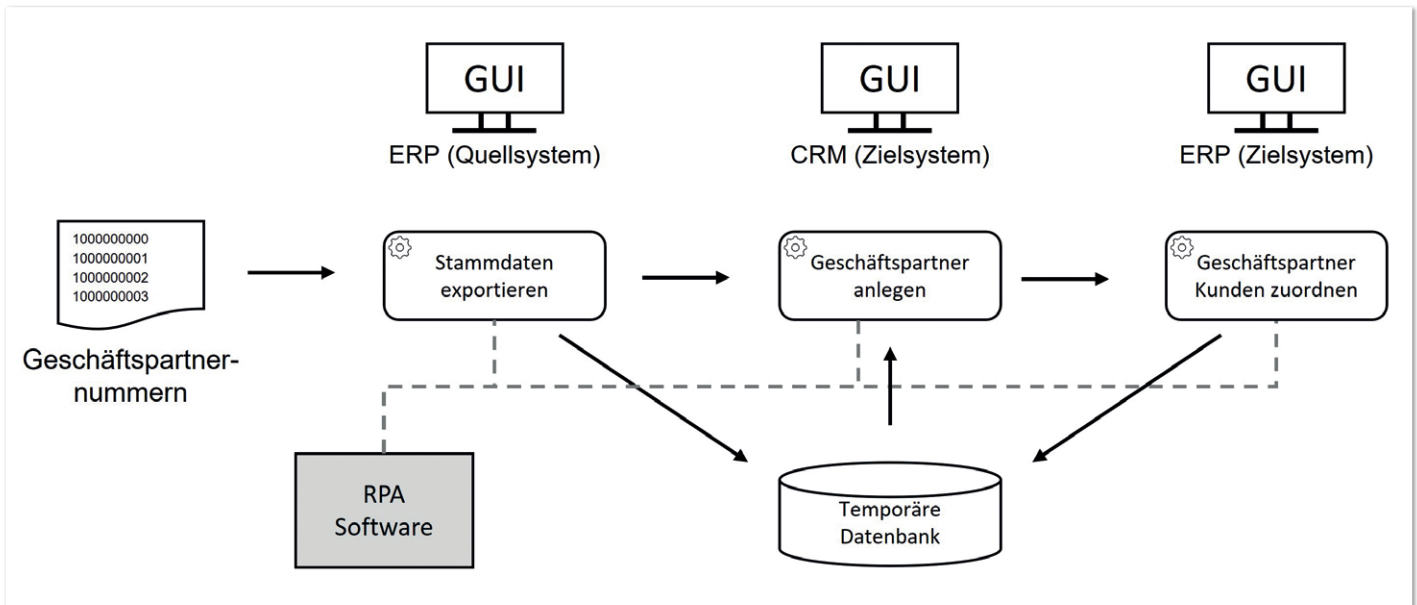 GUI
ERP (Quellsystem)
GUI
CRM (Zielsystem)
GUI
ERP (Zielsystem)
1000000000
1000000001
1000000002
1000000003
Geschäftspartner-
nummern
Stammdaten
exportieren
Geschäftspartner
anlegen
Geschäftspartner
Kunden zuordnen
RPA
Software
Temporäre
Datenbank